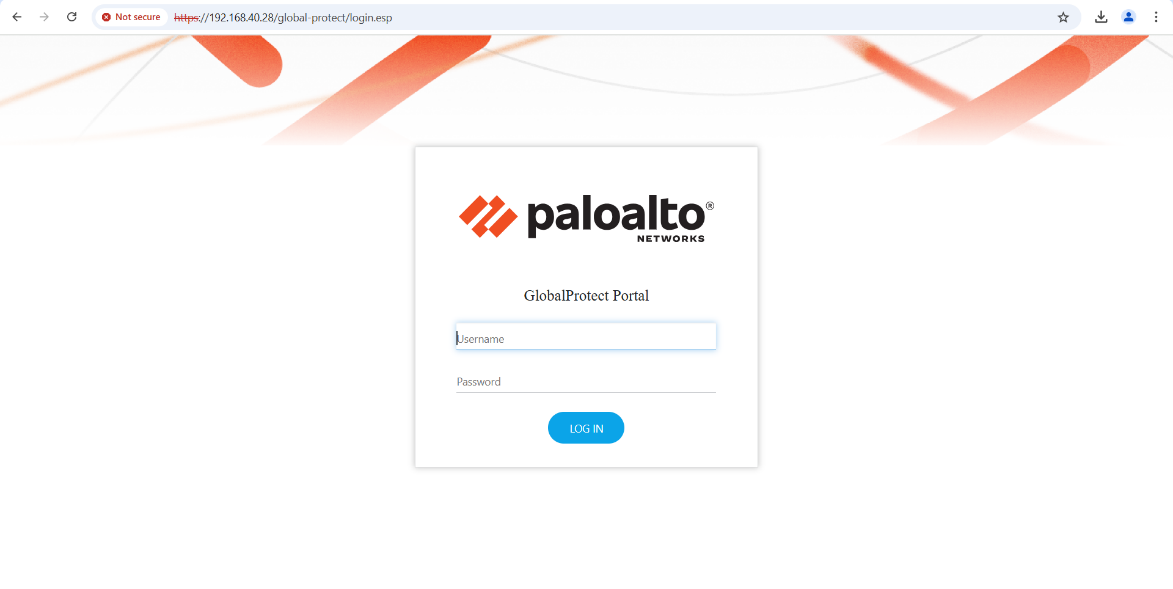 Not secure https://192.168.40.28/global-protect/login.esp
paloalto®
NETWORKS
GlobalProtect Portal
Username
Password
LOG IN